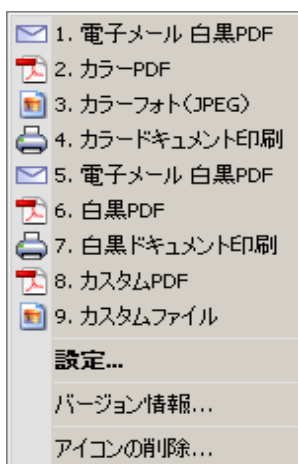 1. 電子メール 白黒PDF
2. カラーPDF
3. カラーフォト(JPEG)
4. カラードキュメント印刷
5. 電子メール 白黒PDF
6. 白黒PDF
7. 白黒ドキュメント印刷
8. カスタムPDF
9. カスタムファイル
設定...
バージョン情報...
アイコンの削除...